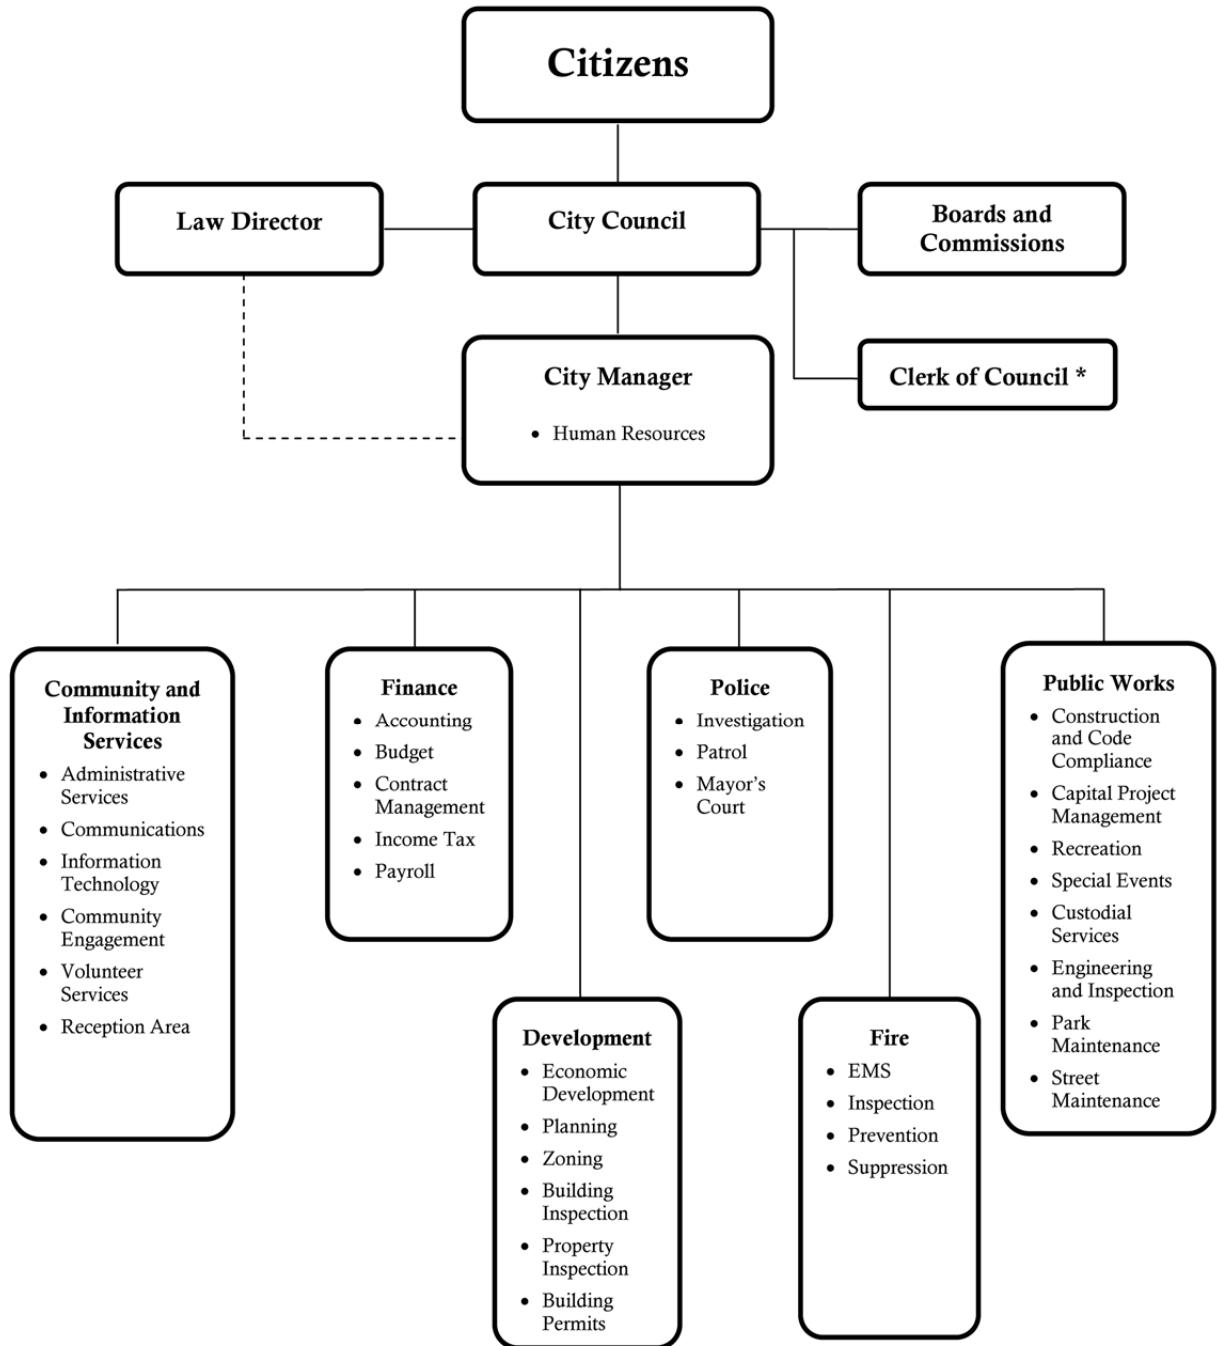 Citizens
Law Director
City Council
Boards and
Commissions
City Manager
• Human Resources
Clerk of Council *
Community and
Information
Services
• Administrative
Services
• Communications
• Information
Technology
• Community
Engagement
• Volunteer
Services
• Reception Area
Finance
• Accounting
• Budget
• Contract
Management
• Income Tax
• Payroll
Development
• Economic
Development
• Planning
• Zoning
• Building
Inspection
• Property
Inspection
• Building
Permits
Police
• Investigation
• Patrol
• Mayor’s
Court
Fire
• EMS
• Inspection
• Prevention
• Suppression
Public Works
• Construction
and Code
Compliance
• Capital Project
Management
• Recreation
• Special Events
• Custodial
Services
• Engineering
and Inspection
• Park
Maintenance
• Street
Maintenance